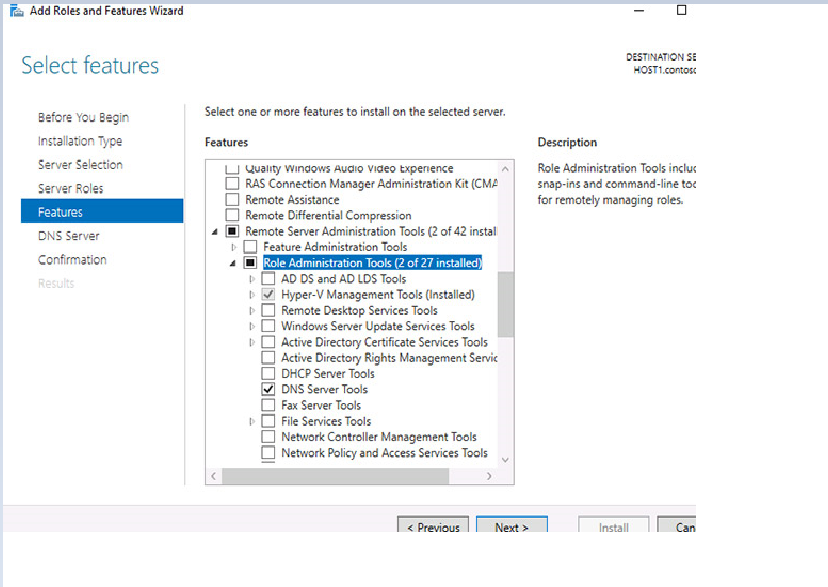 Add Roles and Features Wizard
Select features
DESTINATION SE
HOST1.contoso
Before You Begin
Installation Type
Server Selection
Server Roles
Features
DNS Server
Confirmation
Results
Select one or more features to install on the selected server.
Features
Quality Windows Audio Video Experience
RAS Connection Manager Administration Kit (CMA
Remote Assistance
Remote Differential Compression
Remote Server Administration Tools (2 of 42 instal
Feature Administration Tools
Role Administration Tools (2 of 27 installed)
AD DS and AD LDS Tools
Hyper-V Management Tools (Installed)
Remote Desktop Services Tools
Windows Server Update Services Tools
Active Directory Certificate Services Tools
Active Directory Rights Management Servic
DHCP Server Tools
DNS Server Tools
Fax Server Tools
File Services Tools
Network Controller Management Tools
Network Policy and Access Services Tools
Description
Role Administration Tools includ
snap-ins and command-line too
for remotely managing roles.
< Previous
Next >
Install
Can